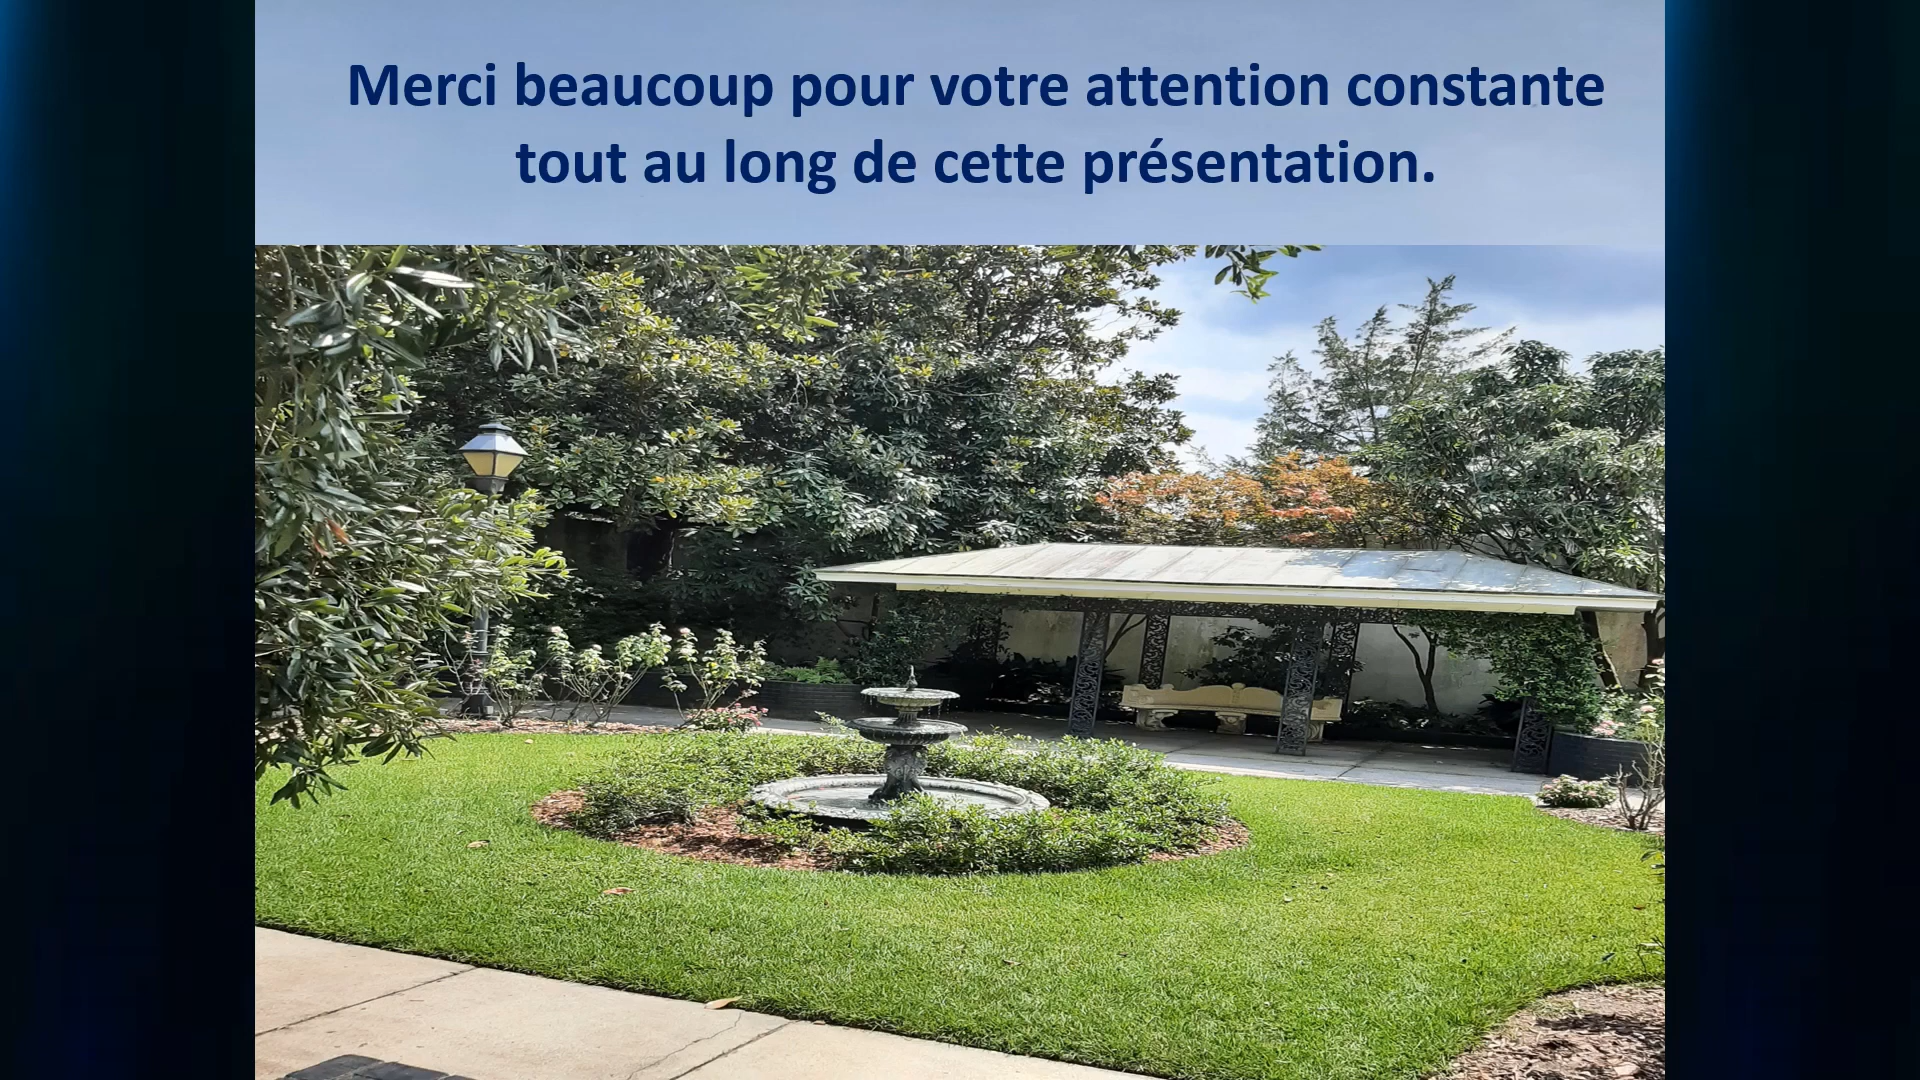 Merci beaucoup pour votre attention constante
tout au long de cette présentation.